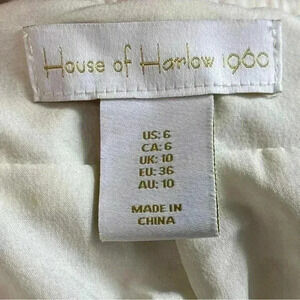 House of Harlow 1960
US: 6
CA: 6
UK: 10
EU: 36
AU: 10
MADE IN
CHINA